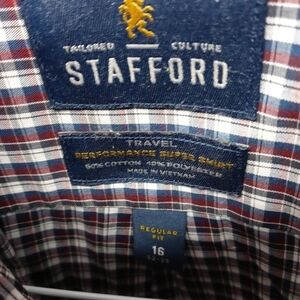 TAILORED CULTURE
STAFFORD
TRAVEL
PERFORMANCE SUPER SHIRT
60% COTTON 40% POLYESTER
MADE IN VIETNAM
REGULAR
FIT
16